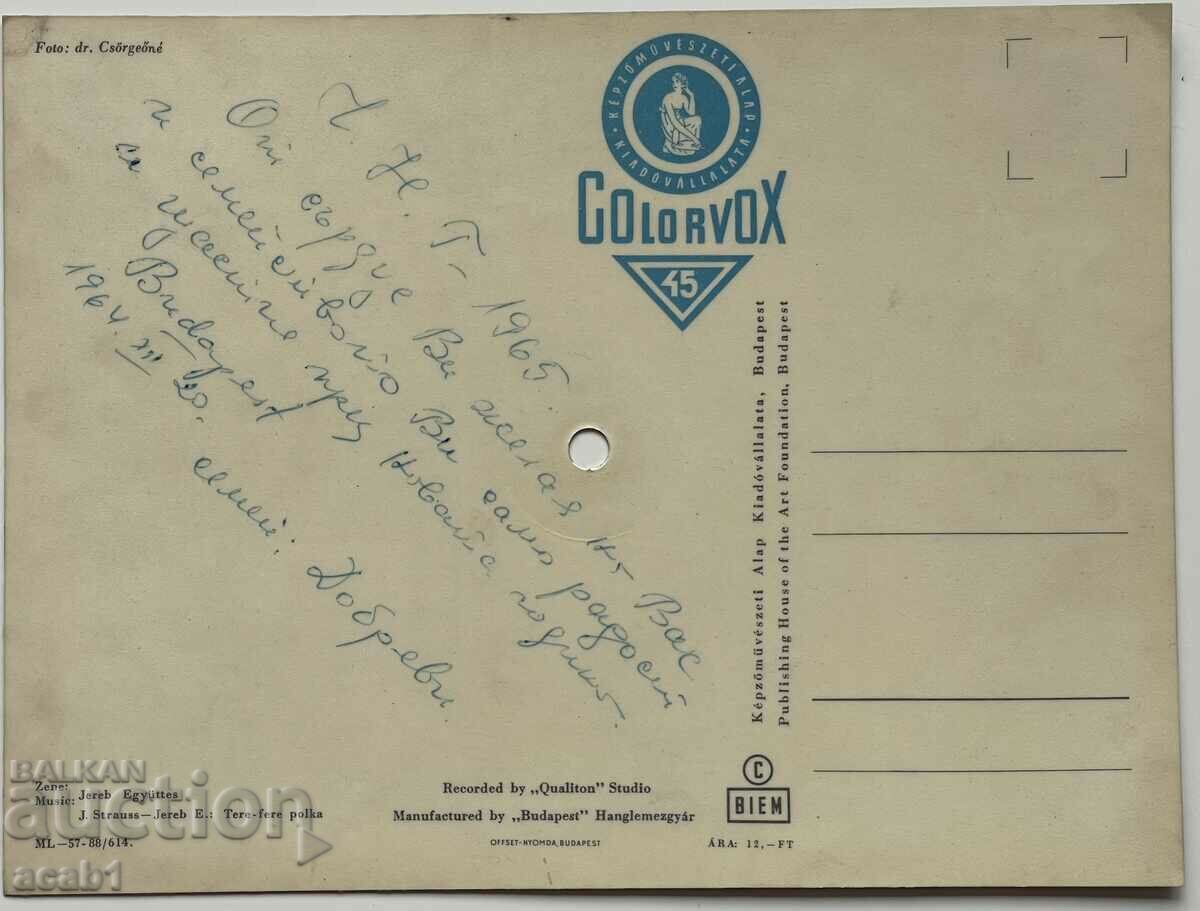 Foto: dr. Csörgeőné
Ч. Н. Г. 1965.
От сърце Ви желая на Вас
и семейството Ви само радост
и щастие през новата година.
Budapest
1964. XII 20. семей. Добреви.
KÉPZŐMŰVÉSZETI ALAP
KIADÓVÁLLALATA
COLORVOX
45
Képzőművészeti Alap Kiadóvállalata, Budapest
Publishing House of the Art Foundation, Budapest
Zene:
Music: Jereb Együttes
J. Strauss—Jereb E.: Tere-fere polka
ML—57-88/614.
Recorded by „Qualiton" Studio
Manufactured by „Budapest" Hanglemezgyár
OFFSET-NYOMDA, BUDAPEST
C
BIEM
ÁRA: 12,—FT
BALKAN
auction
acab1